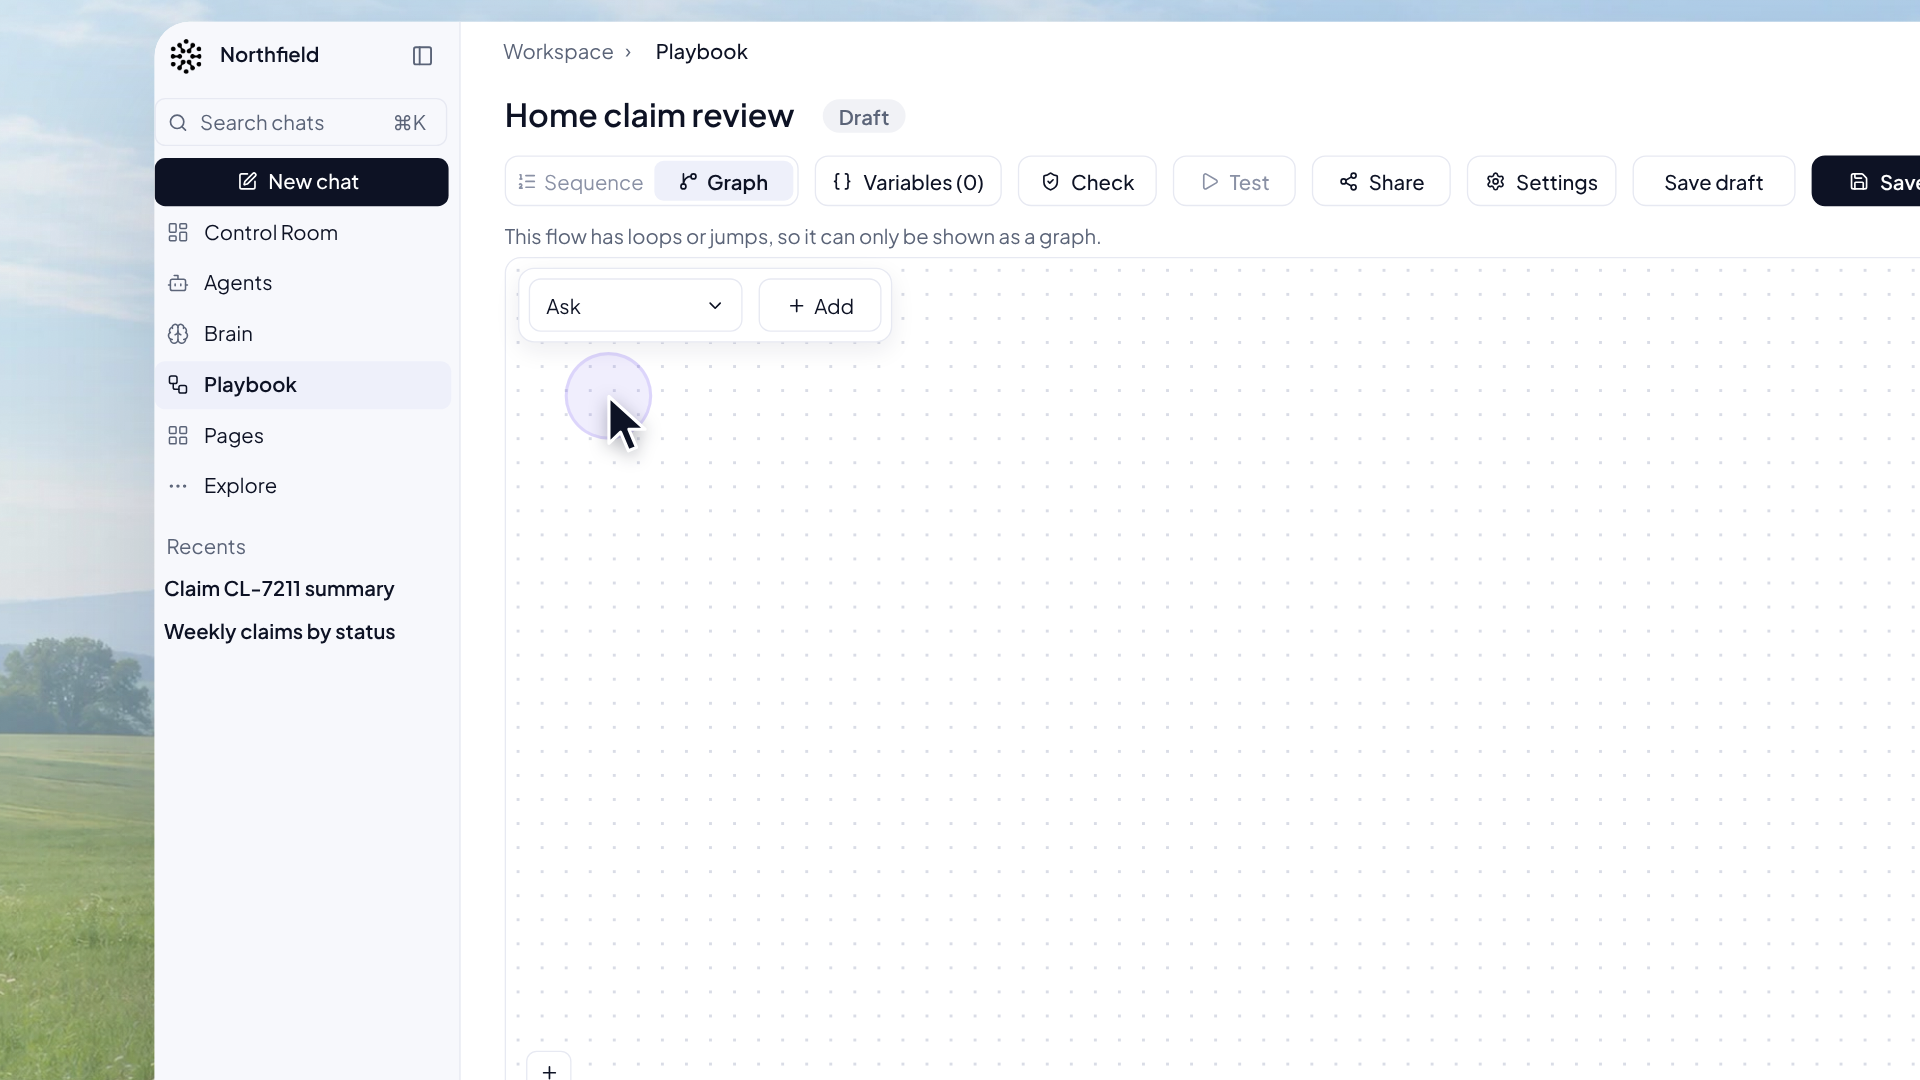 Northfield
Search chats ⌘K
New chat
Control Room
Agents
Brain
Playbook
Pages
Explore
Recents
Claim CL-7211 summary
Weekly claims by status
Workspace › Playbook
Home claim review Draft
Sequence Graph Variables (0) Check Test Share Settings Save draft Save
This flow has loops or jumps, so it can only be shown as a graph.
Ask + Add
+